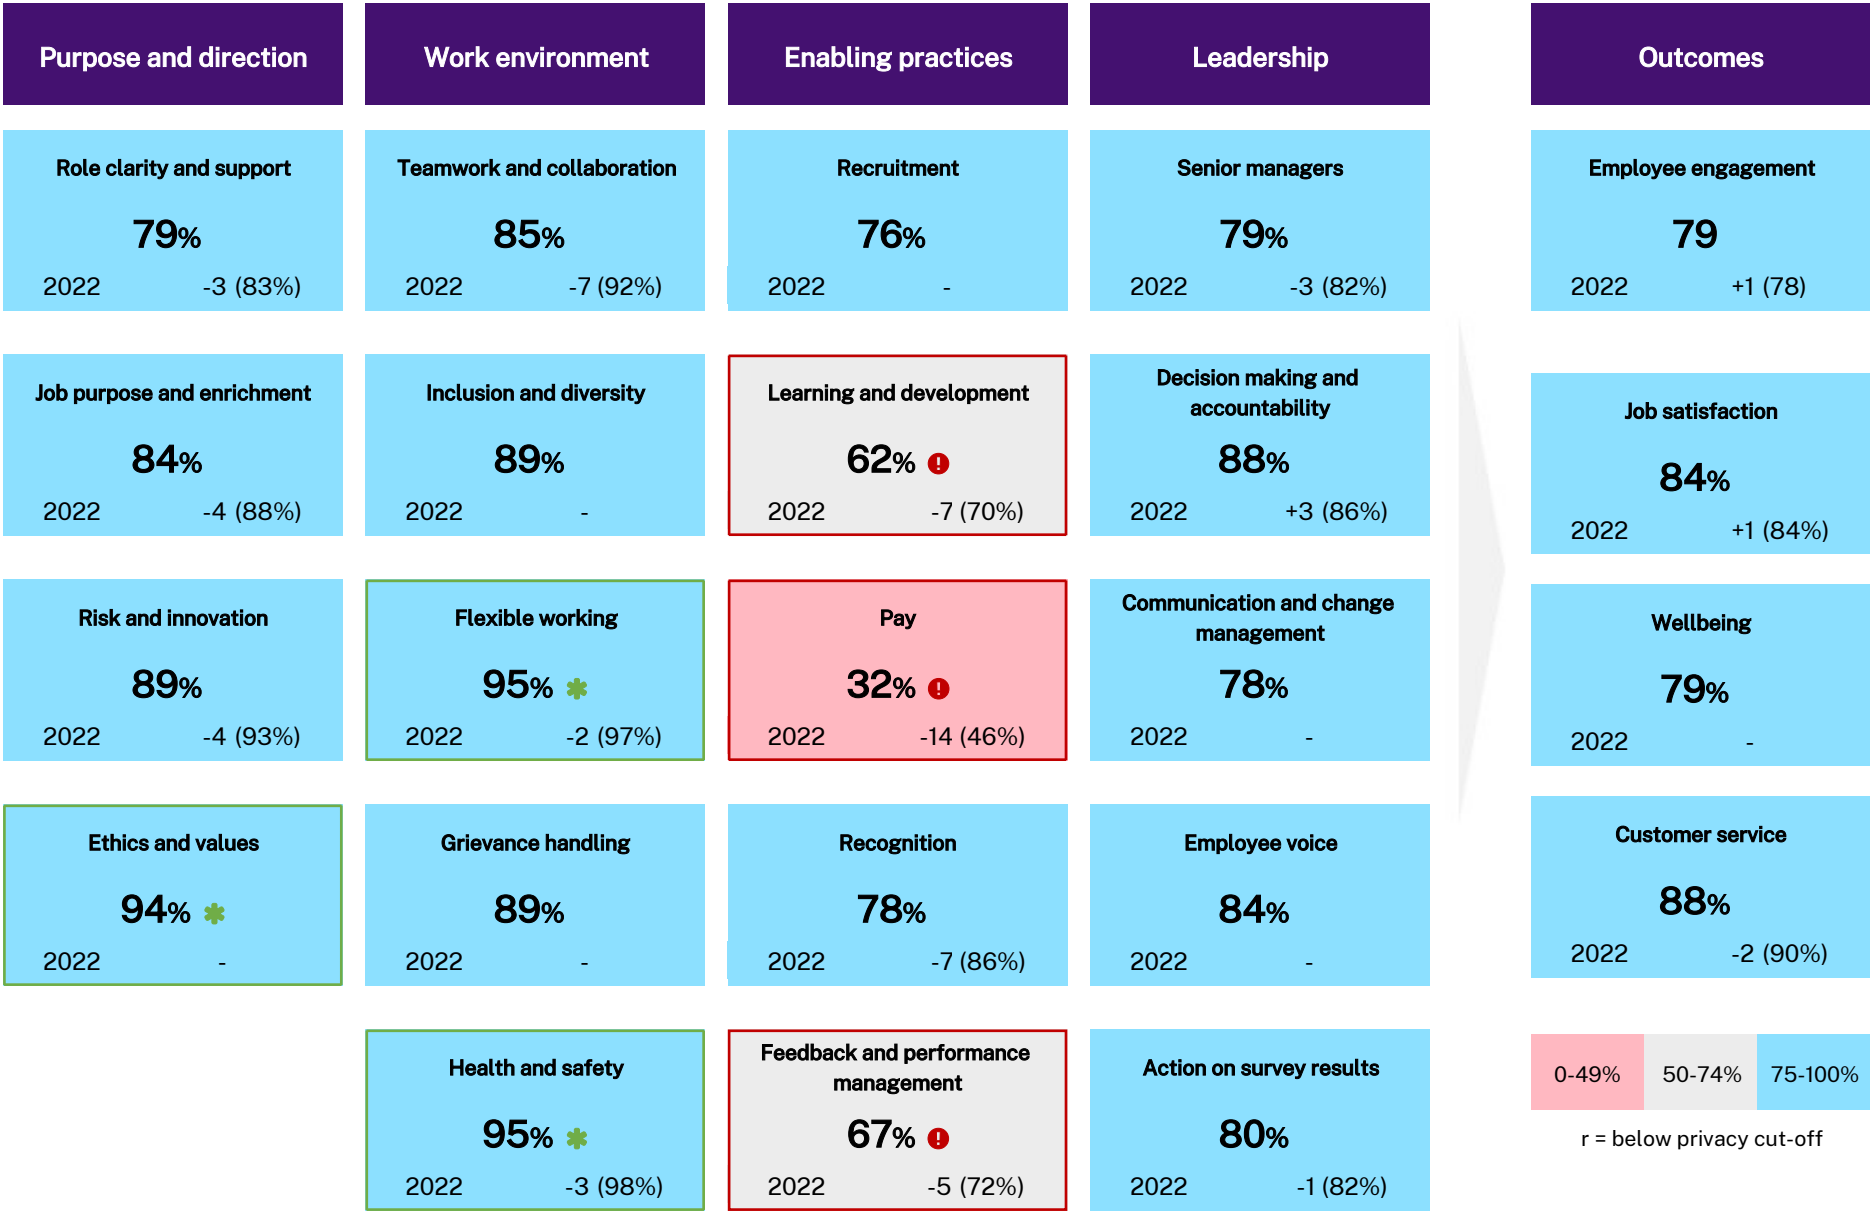 Purpose and direction
Role clarity and support
79%
2022 -3 (83%)
Job purpose and enrichment
84%
2022 -4 (88%)
Risk and innovation
89%
2022 -4 (93%)
Ethics and values
94%
2022 -
Work environment
Teamwork and collaboration
85%
2022 -7 (92%)
Inclusion and diversity
89%
2022 -
Flexible working
95%
2022 -2 (97%)
Grievance handling
89%
2022 -
Health and safety
95%
2022 -3 (98%)
Enabling practices
Recruitment
76%
2022 -
Learning and development
62%
2022 -7 (70%)
Pay
32%
2022 -14 (46%)
Recognition
78%
2022 -7 (86%)
Feedback and performance
management
67%
2022 -5 (72%)
Leadership
Senior managers
79%
2022 -3 (82%)
Decision making and
accountability
88%
2022 +3 (86%)
Communication and change
management
78%
2022 -
Employee voice
84%
2022 -
Action on survey results
80%
2022 -1 (82%)
Outcomes
Employee engagement
79
2022 +1 (78)
Job satisfaction
84%
2022 +1 (84%)
Wellbeing
79%
2022 -
Customer service
88%
2022 -2 (90%)
0-49% 50-74% 75-100%
r = below privacy cut-off